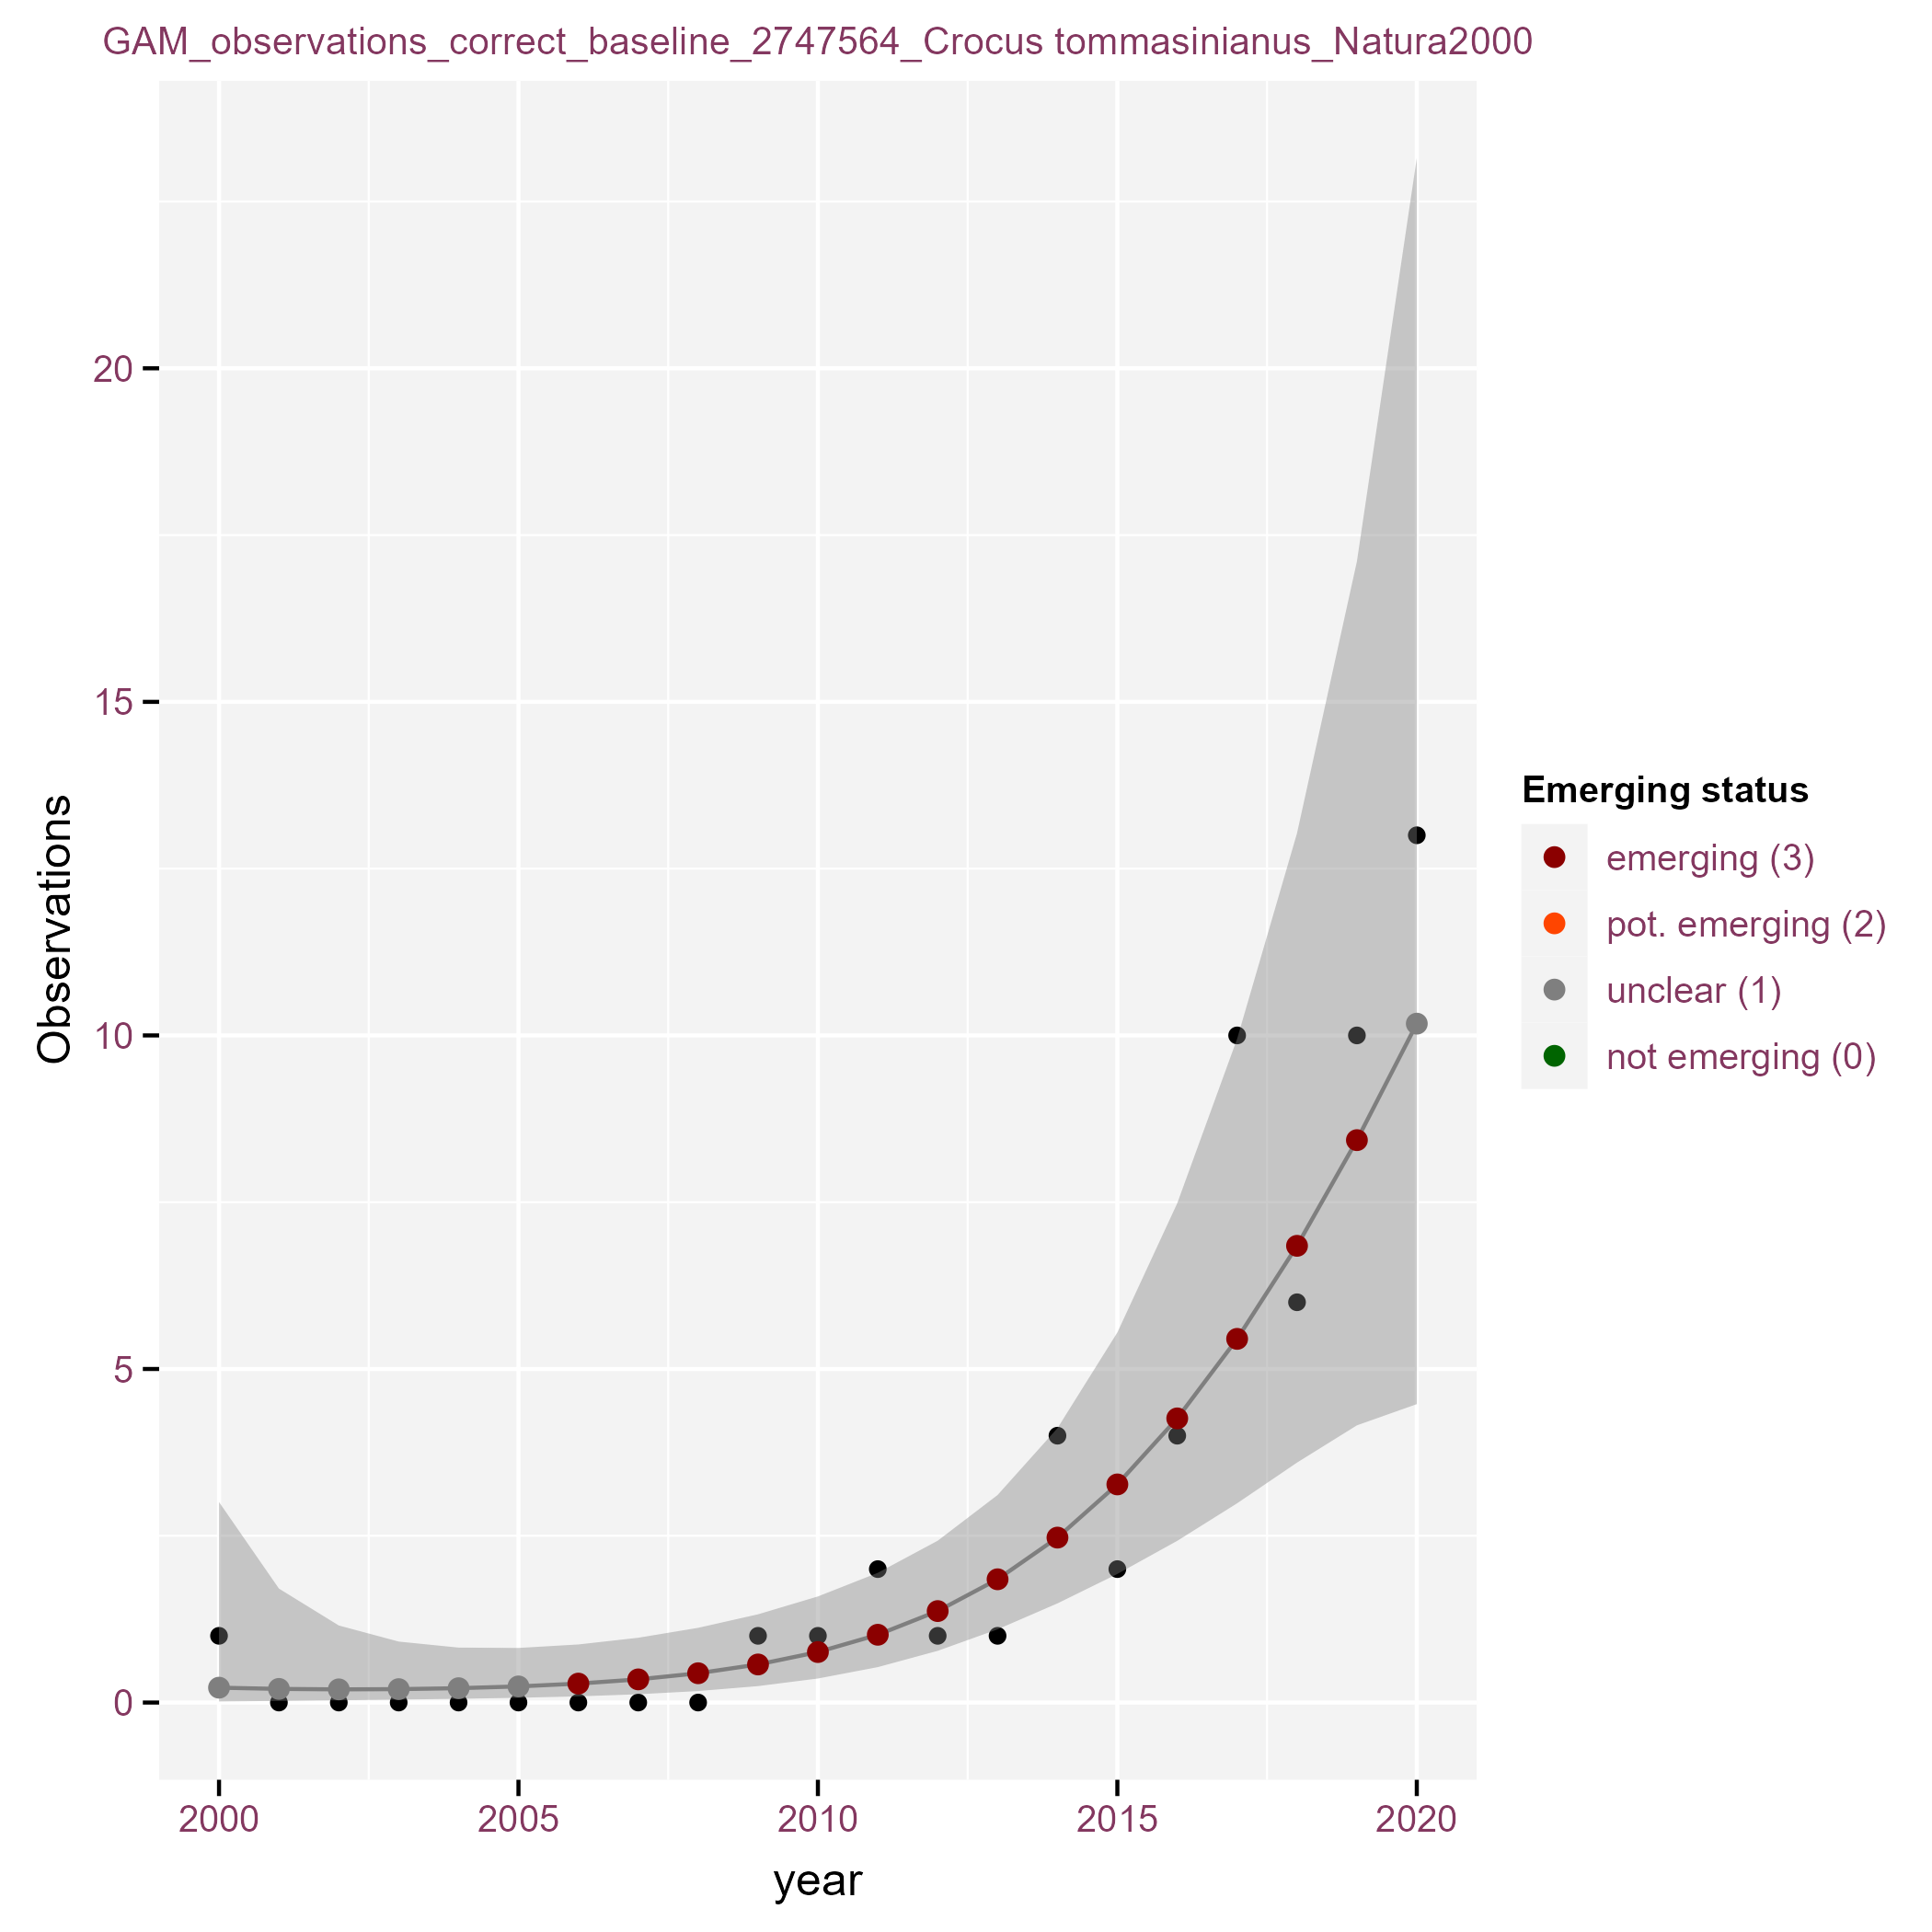 GAM_observations_correct_baseline_2747564_Crocus tommasinianus_Natura2000
Observations
20
15
10
5
0
2000 2005 2010 2015 2020
year
Emerging status
emerging (3)
pot. emerging (2)
unclear (1)
not emerging (0)